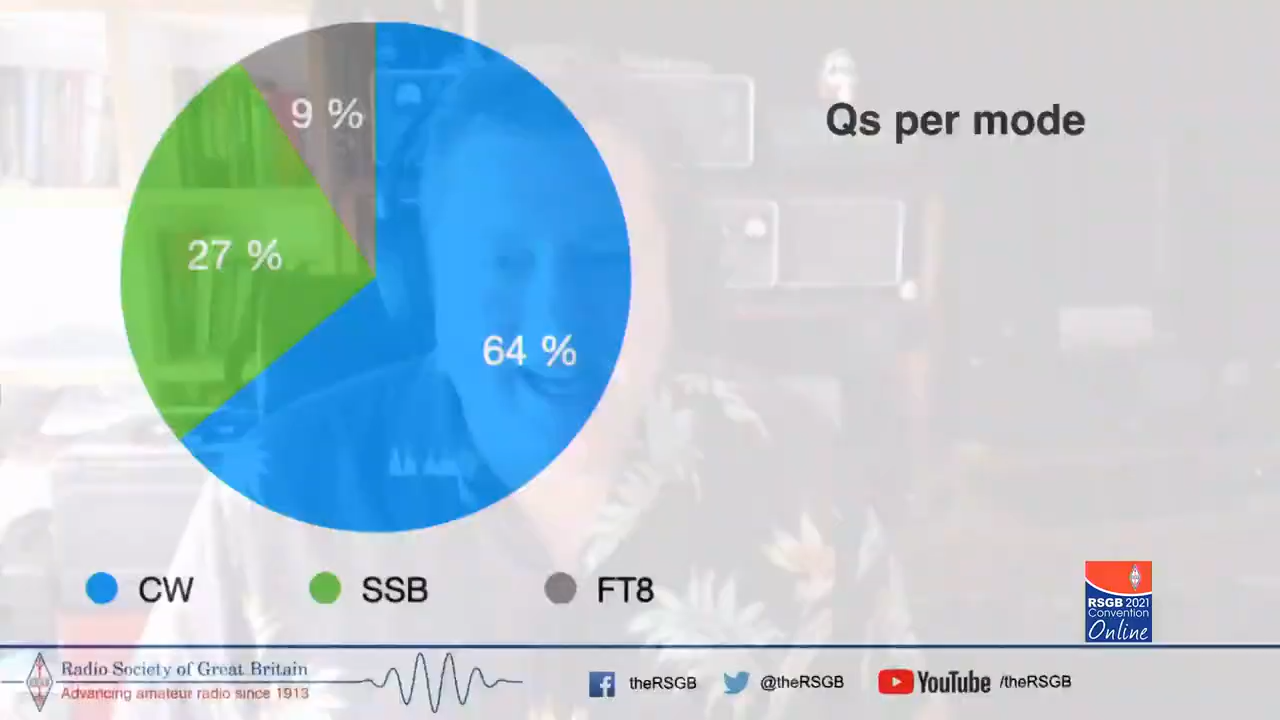 Qs per mode
9 %
27 %
64 %
CW
SSB
FT8
RSGB 2021
Convention
Online
Radio Society of Great Britain
Advancing amateur radio since 1913
theRSGB
@theRSGB
YouTube /theRSGB